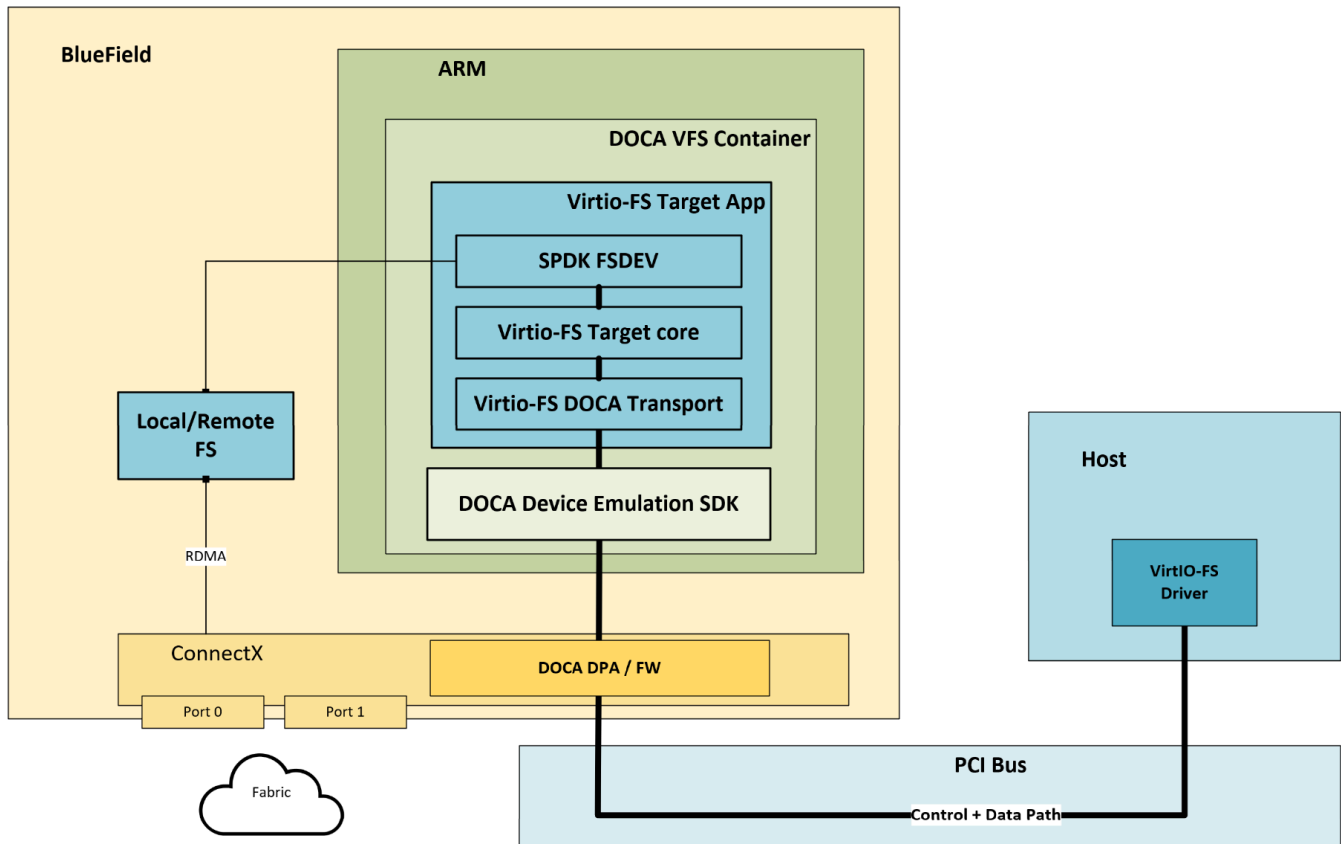 BlueField
ARM
DOCA VFS Container
Virtio-FS Target App
SPDK FSDEV
Virtio-FS Target core
Virtio-FS DOCA Transport
DOCA Device Emulation SDK
Local/Remote
FS
RDMA
ConnectX
DOCA DPA / FW
Port 0
Port 1
Fabric
Host
VirtIO-FS
Driver
PCI Bus
Control + Data Path